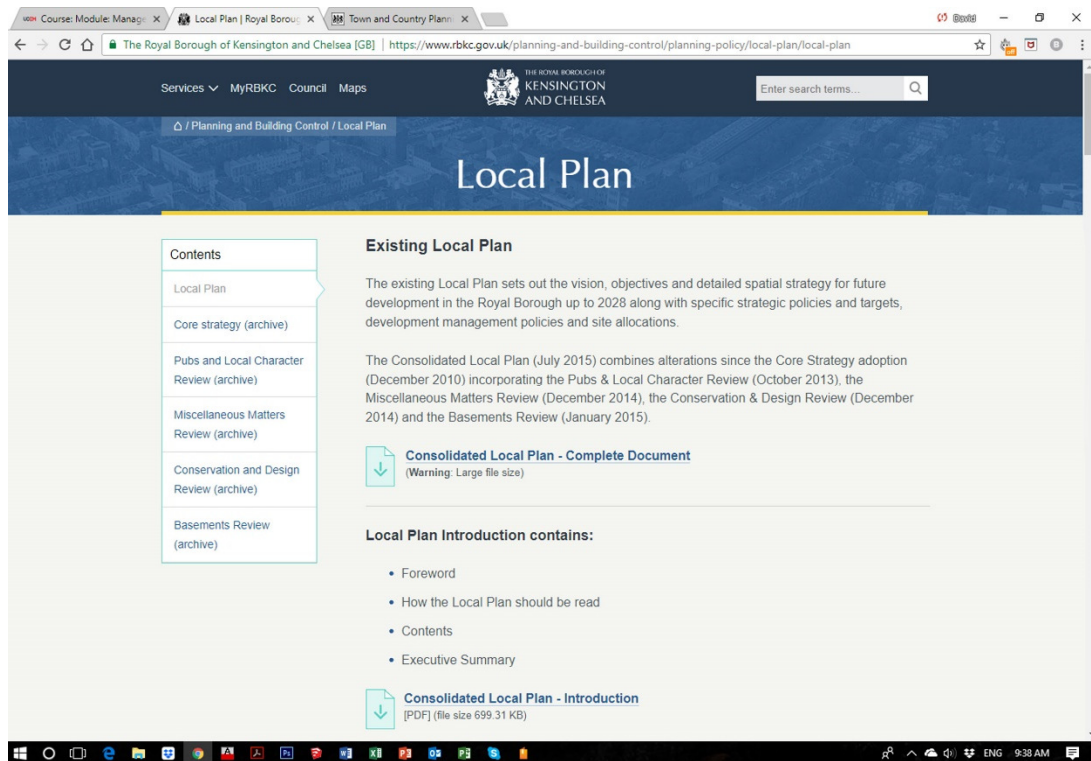 Course: Module: Manage
Local Plan | Royal Boroug
Town and Country Plann
The Royal Borough of Kensington and Chelsea [GB] | https://www.rbkc.gov.uk/planning-and-building-control/planning-policy/local-plan/local-plan
Services MyRBKC Council Maps
THE ROYAL BOROUGH OF
KENSINGTON
AND CHELSEA
Enter search terms...
/ Planning and Building Control / Local Plan
Local Plan
Contents
Local Plan
Core strategy (archive)
Pubs and Local Character
Review (archive)
Miscellaneous Matters
Review (archive)
Conservation and Design
Review (archive)
Basements Review
(archive)
Existing Local Plan
The existing Local Plan sets out the vision, objectives and detailed spatial strategy for future
development in the Royal Borough up to 2028 along with specific strategic policies and targets,
development management policies and site allocations.
The Consolidated Local Plan (July 2015) combines alterations since the Core Strategy adoption
(December 2010) incorporating the Pubs & Local Character Review (October 2013), the
Miscellaneous Matters Review (December 2014), the Conservation & Design Review (December
2014) and the Basements Review (January 2015).
Consolidated Local Plan - Complete Document
(Warning: Large file size)
Local Plan Introduction contains:
• Foreword
• How the Local Plan should be read
• Contents
• Executive Summary
Consolidated Local Plan - Introduction
[PDF] (file size 699.31 KB)
ENG 9:38 AM